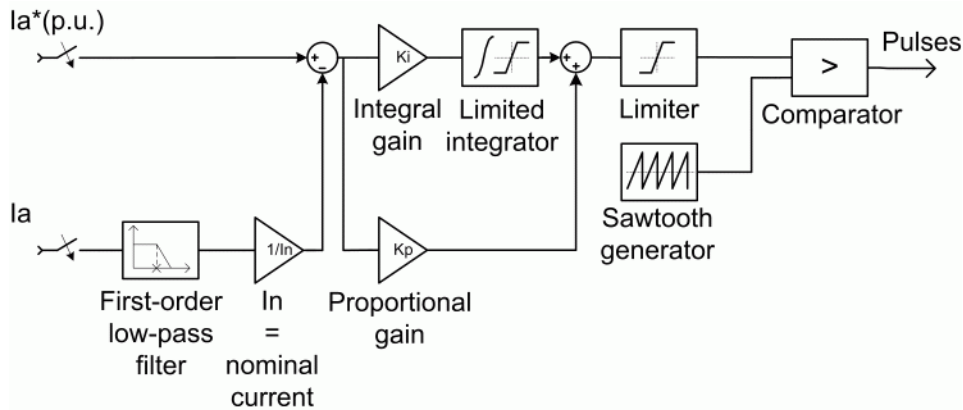 Ia*(p.u.)
+
-
Ki
Integral
gain
Limited
integrator
+
+
Limiter
>
Comparator
Pulses
Sawtooth
generator
Ia
First-order
low-pass
filter
1/In
In
=
nominal
current
Kp
Proportional
gain